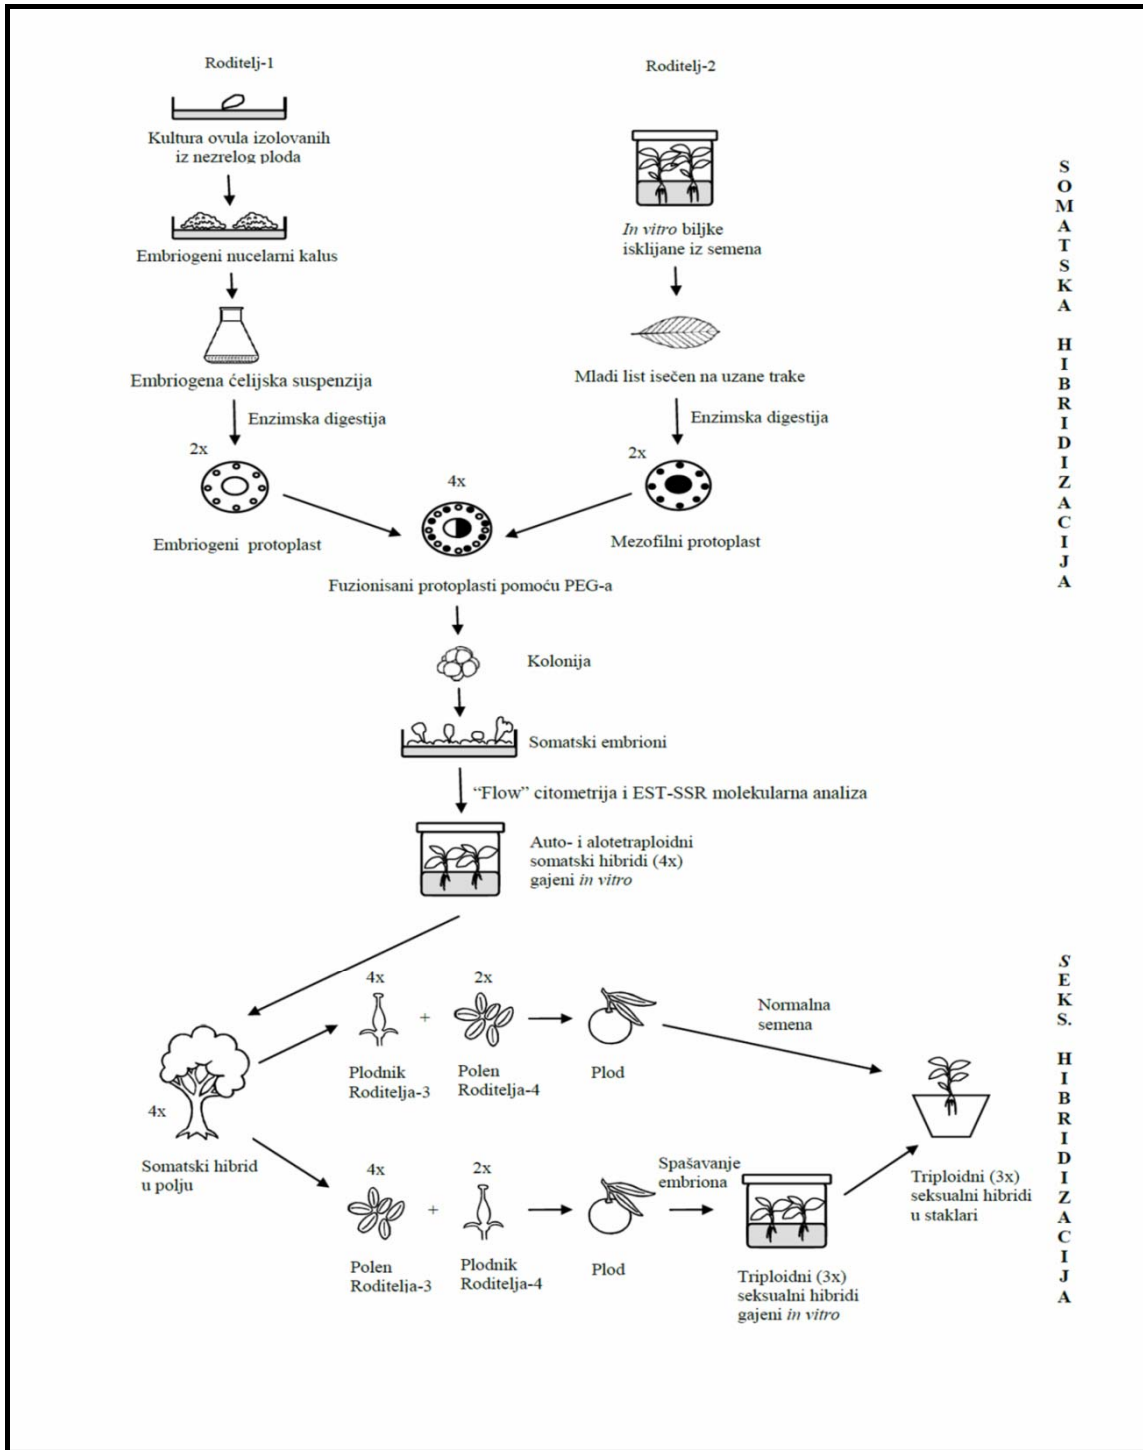 Roditelj-1
Roditelj-2
Kultura ovula izolovanih
iz nezrelog ploda
In vitro biljke
isklijane iz semena
Embriogeni nucelarni kalus
Embriogena ćelijska suspenzija
Mladi list isečen na uzane trake
Enzimska digestija
Enzimska digestija
2x
4x
2x
Embriogeni protoplast
Mezofilni protoplast
Fuzionisani protoplasti pomoću PEG-a
Kolonija
Somatski embrioni
“Flow” citometrija i EST-SSR molekularna analiza
Auto- i alotetraploidni
somatski hibridi (4x)
gajeni in vitro
SOMATSKA HIBRIDIZACIJA
4x
2x
+
Plodnik
Roditelja-3
Polen
Roditelja-4
Plod
Normalna
semena
4x
Somatski hibrid
u polju
4x
2x
+
Polen
Roditelja-3
Plodnik
Roditelja-4
Plod
Spašavanje
embriona
Triploidni (3x)
seksualni hibridi
gajeni in vitro
Triploidni (3x)
seksualni hibridi
u staklari
SEKS. HIBRIDIZACIJA